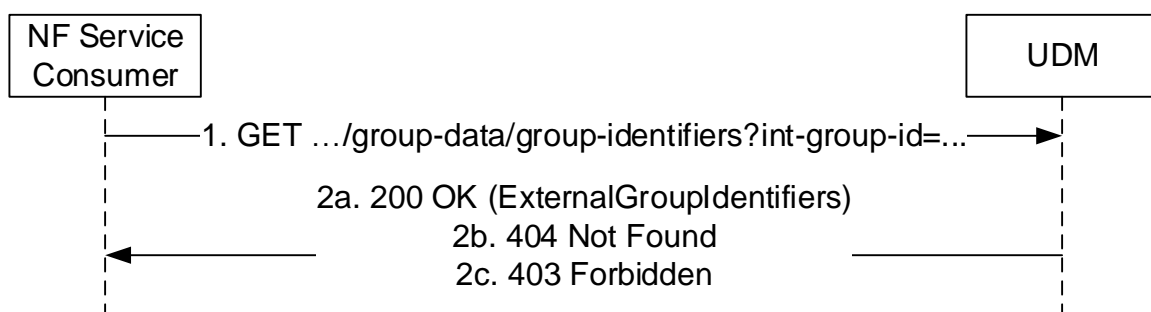 NF Service
Consumer
UDM
1. GET …/group-data/group-identifiers?int-group-id=...
2a. 200 OK (ExternalGroupIdentifiers)
2b. 404 Not Found
2c. 403 Forbidden